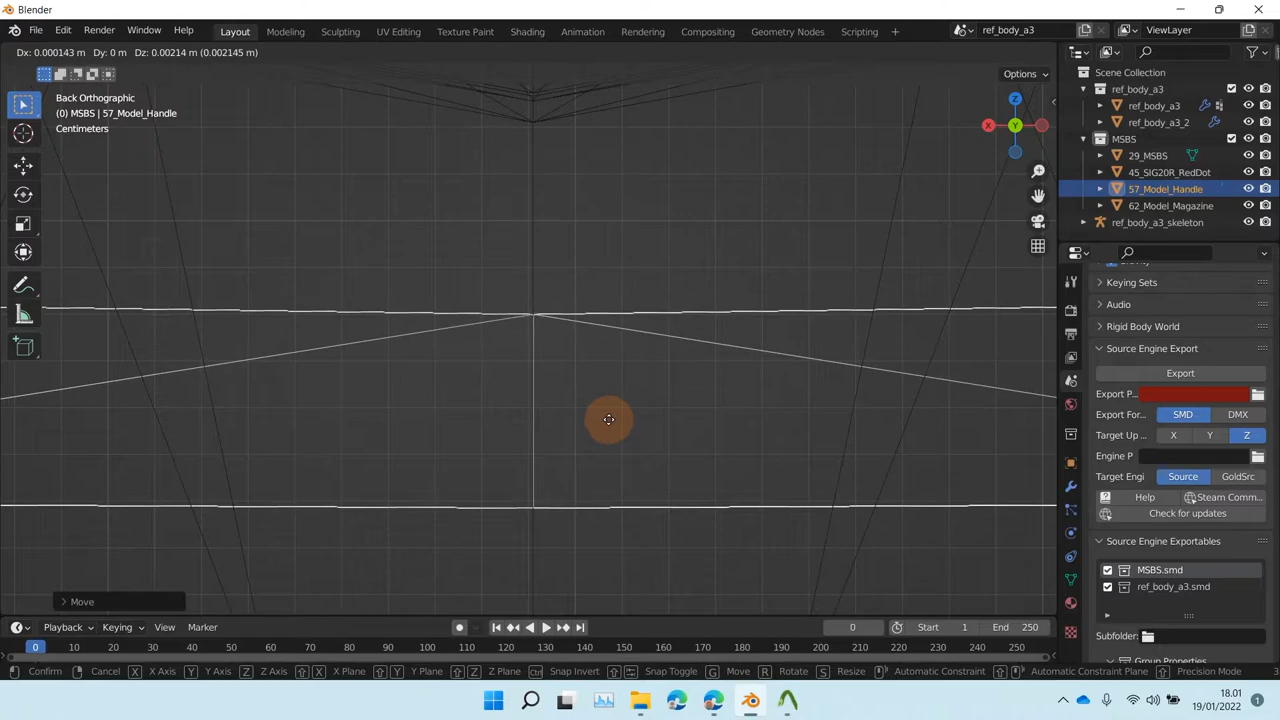 Blender
File Edit Render Window Help Layout Modeling Sculpting UV Editing Texture Paint Shading Animation Rendering Compositing Geometry Nodes Scripting + ref_body_a3 ViewLayer
Dx: 0.000143 m Dy: 0 m Dz: 0.00214 m (0.002145 m)
Options
Back Orthographic
(0) MSBS | 57_Model_Handle
Centimeters
Z
X
Y
Scene Collection
ref_body_a3
ref_body_a3
ref_body_a3_2
MSBS
29_MSBS
45_SIG20R_RedDot
57_Model_Handle
62_Model_Magazine
ref_body_a3_skeleton
Keying Sets
Audio
Rigid Body World
Source Engine Export
Export
Export P...
Export For... SMD DMX
Target Up ... X Y Z
Engine P
Target Engi Source GoldSrc
Help Steam Comm...
Check for updates
Source Engine Exportables
MSBS.smd
ref_body_a3.smd
Subfolder:
Move
Playback Keying View Marker 0 Start 1 End 250
0 10 20 30 40 50 60 70 80 90 100 110 120 130 140 150 160 170 180 190 200 210 220 230 240 250
Confirm Cancel X X Axis Y Y Axis Z Z Axis X X Plane Y Y Plane Z Z Plane Ctrl Snap Invert Snap Toggle G Move R Rotate S Resize Automatic Constraint Automatic Constraint Plane Precision Mode
18.01
19/01/2022
1